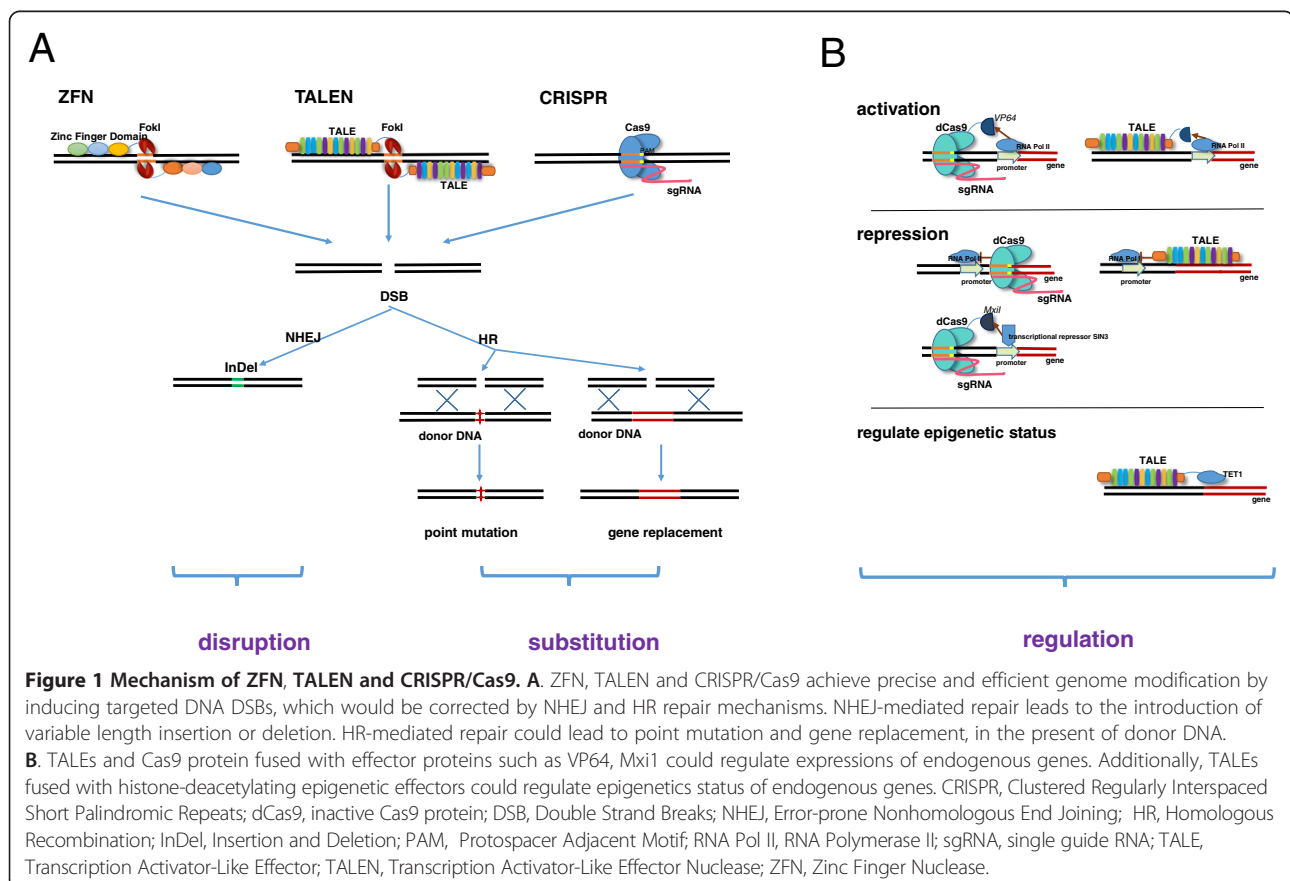 A
ZFN
TALEN
CRISPR
Zinc Finger Domain
FokI
TALE
FokI
TALE
Cas9
PAM
sgRNA
DSB
NHEJ
HR
InDel
donor DNA
donor DNA
point mutation
gene replacement
disruption
substitution
B
activation
dCas9
VP64
RNA Pol II
promoter
gene
sgRNA
TALE
RNA Pol II
promoter
gene
repression
RNA Pol II
dCas9
promoter
gene
sgRNA
TALE
RNA Pol II
promoter
gene
dCas9
MxiI
transcriptional repressor SIN3
promoter
gene
sgRNA
regulate epigenetic status
TALE
TET1
gene
regulation
Figure 1 Mechanism of ZFN, TALEN and CRISPR/Cas9. A. ZFN, TALEN and CRISPR/Cas9 achieve precise and efficient genome modification by
inducing targeted DNA DSBs, which would be corrected by NHEJ and HR repair mechanisms. NHEJ-mediated repair leads to the introduction of
variable length insertion or deletion. HR-mediated repair could lead to point mutation and gene replacement, in the present of donor DNA.
B. TALEs and Cas9 protein fused with effector proteins such as VP64, Mxi1 could regulate expressions of endogenous genes. Additionally, TALEs
fused with histone-deacetylating epigenetic effectors could regulate epigenetics status of endogenous genes. CRISPR, Clustered Regularly Interspaced
Short Palindromic Repeats; dCas9, inactive Cas9 protein; DSB, Double Strand Breaks; NHEJ, Error-prone Nonhomologous End Joining; HR, Homologous
Recombination; InDel, Insertion and Deletion; PAM, Protospacer Adjacent Motif; RNA Pol II, RNA Polymerase II; sgRNA, single guide RNA; TALE,
Transcription Activator-Like Effector; TALEN, Transcription Activator-Like Effector Nuclease; ZFN, Zinc Finger Nuclease.